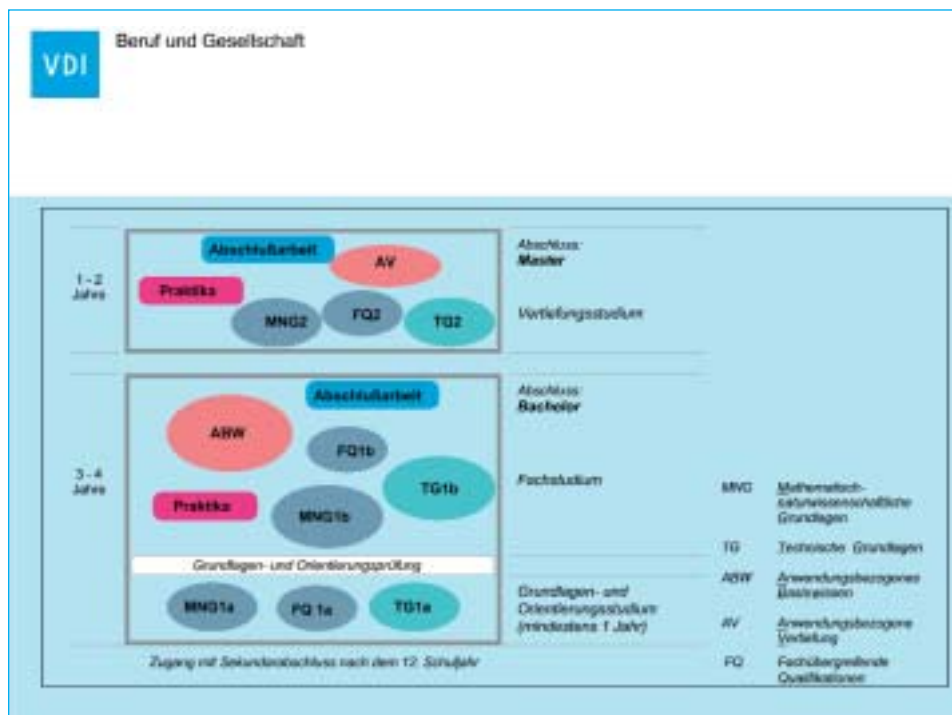 VDI
Beruf und Gesellschaft
1 - 2
Jahre
Abschlußarbeit
AV
Praktika
MNG2
FQ2
TG2
Abschluss:
Master
Vertiefungsstudium
3 - 4
Jahre
Abschlußarbeit
ABW
FQ1b
TG1b
Praktika
MNG1b
Abschluss:
Bachelor
Fachstudium
Grundlagen- und Orientierungsprüfung
MNG1a
FQ 1a
TG1a
Grundlagen- und
Orientierungsstudium
(mindestens 1 Jahr)
Zugang mit Sekundarabschluss nach dem 12. Schuljahr
MNG Mathematisch-
naturwissenschaftliche
Grundlagen
TG Technische Grundlagen
ABW Anwendungsbezogenes
Basiswissen
AV Anwendungsbezogene
Vertiefung
FQ Fachübergreifende
Qualifikationen